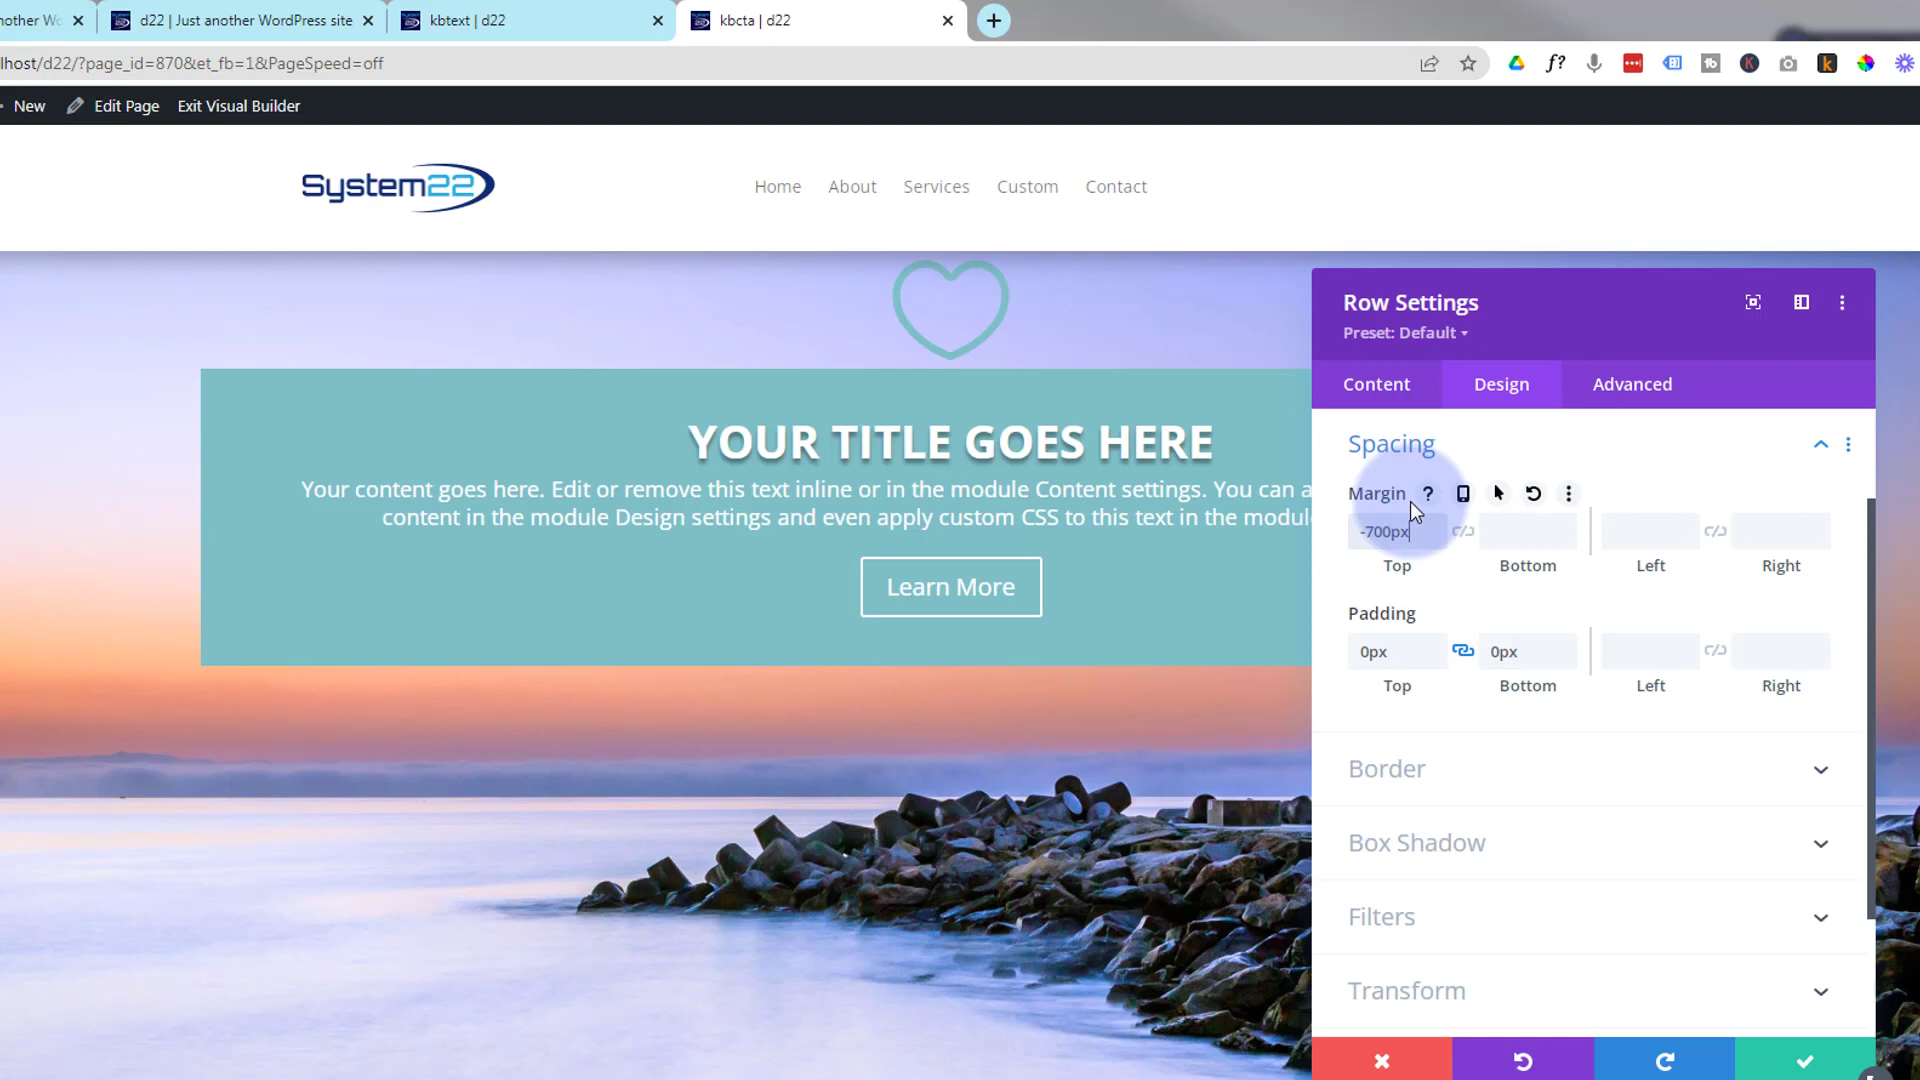 nother Wo
d22 | Just another WordPress site
kbtext | d22
kbcta | d22
lhost/d22/?page_id=870&et_fb=1&PageSpeed=off
New
Edit Page
Exit Visual Builder
System22
Home
About
Services
Custom
Contact
Row Settings
Preset: Default
Content
Design
Advanced
YOUR TITLE GOES HERE
Your content goes here. Edit or remove this text inline or in the module Content settings. You can a
content in the module Design settings and even apply custom CSS to this text in the module
Learn More
Spacing
Margin
-700px
Top
Bottom
Left
Right
Padding
0px
0px
Top
Bottom
Left
Right
Border
Box Shadow
Filters
Transform